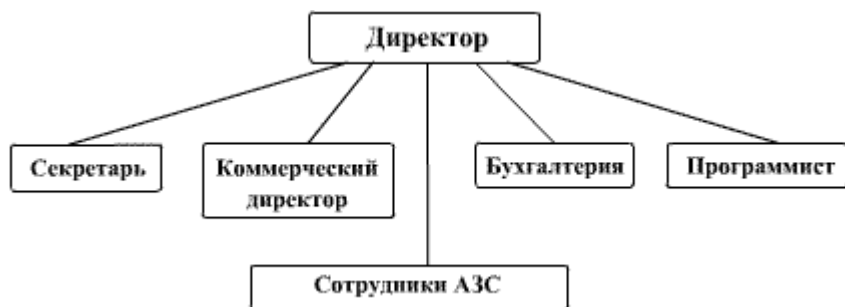 Директор
Секретарь
Коммерческий
директор
Бухгалтерия
Программист
Сотрудники АЗС